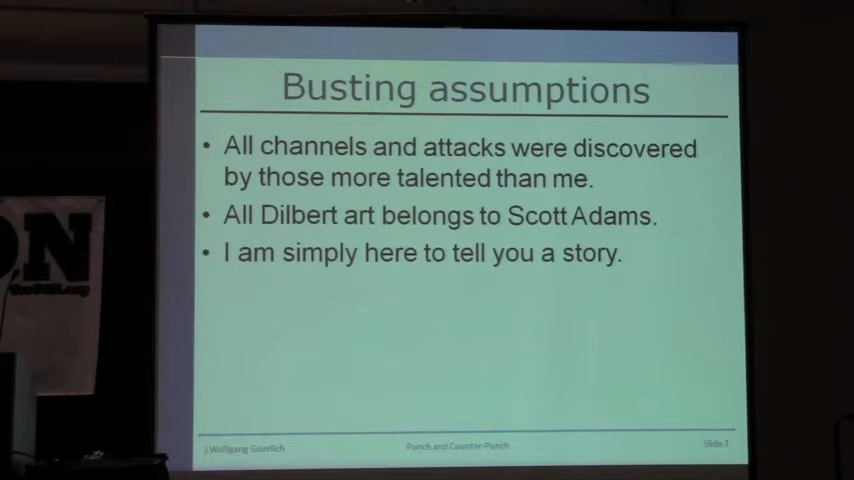 Busting assumptions
• All channels and attacks were discovered
by those more talented than me.
• All Dilbert art belongs to Scott Adams.
• I am simply here to tell you a story.
J Wolfgang Goerlich
Punch and Counter-Punch
Slide 7
ON